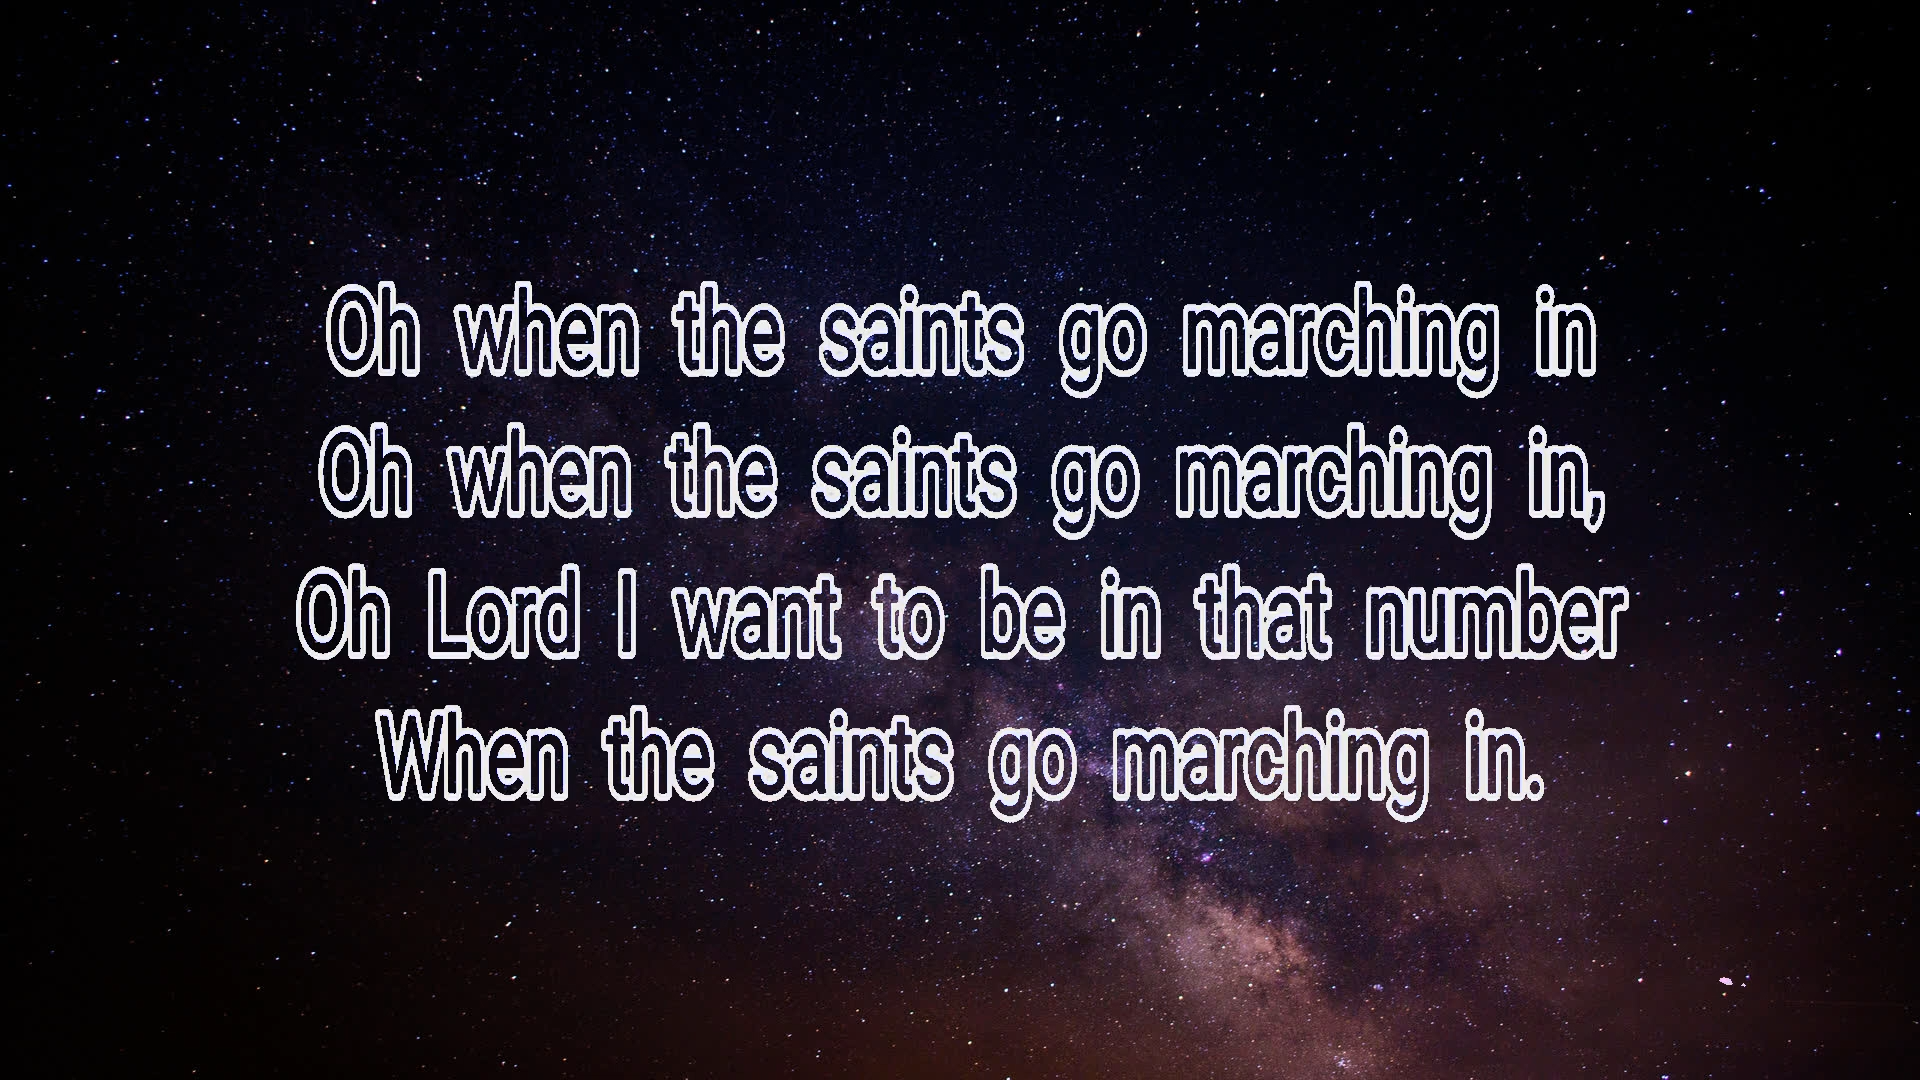 Oh when the saints go marching in
Oh when the saints go marching in,
Oh Lord I want to be in that number
When the saints go marching in.